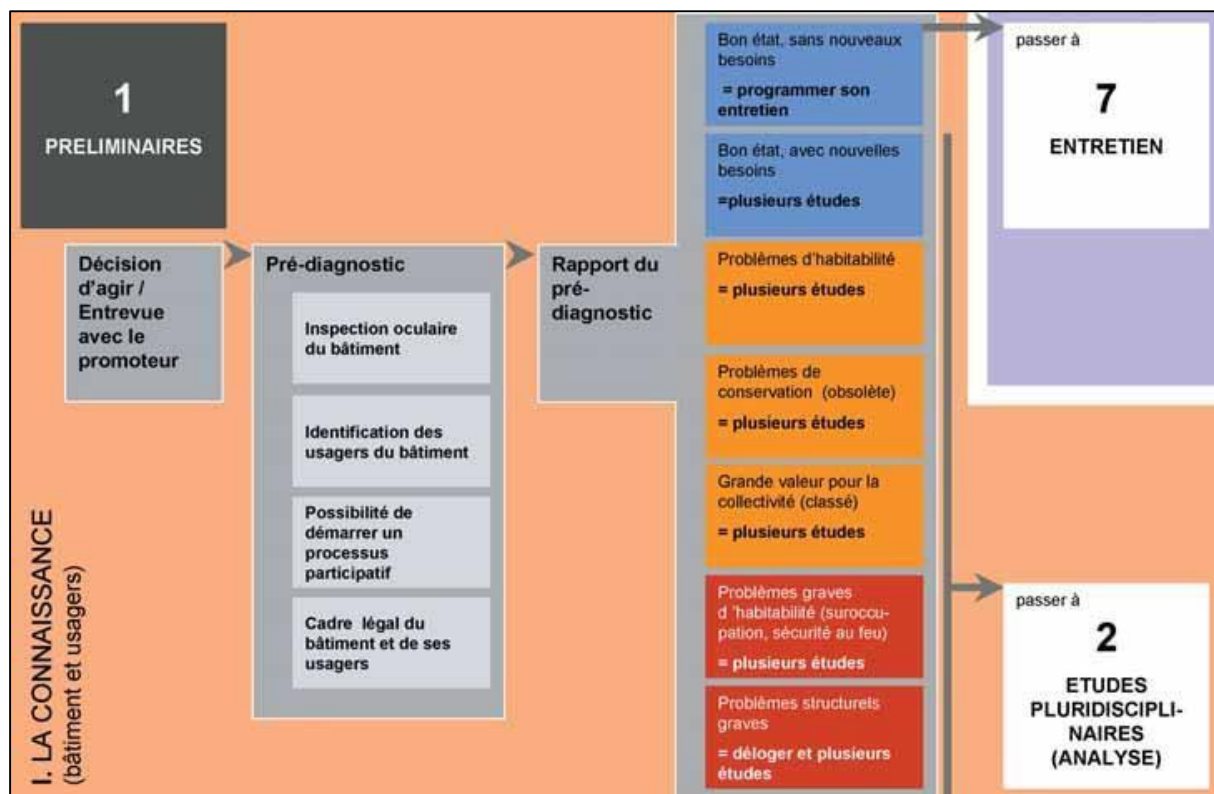 1
PRELIMINAIRES
Décision
d'agir /
Entrevue
avec le
promoteur
Pré-diagnostic
Inspection oculaire
du bâtiment
Identification des
usagers du bâtiment
Possibilité de
démarrer un
processus
participatif
Cadre légal du
bâtiment et de ses
usagers
Rapport du
pré-
diagnostic
Bon état, sans nouveaux
besoins
= programmer son
entretien
Bon état, avec nouvelles
besoins
=plusieurs études
Problèmes d'habitabilité
= plusieurs études
Problèmes de
conservation (obsolète)
= plusieurs études
Grande valeur pour la
collectivité (classé)
= plusieurs études
Problèmes graves
d 'habitabilité (suroccu-
pation, sécurité au feu)
= plusieurs études
Problèmes structurels
graves
= déloger et plusieurs
études
passer à
7
ENTRETIEN
passer à
2
ETUDES
PLURIDISCIPLI-
NAIRES
(ANALYSE)
I. LA CONNAISSANCE
(bâtiment et usagers)